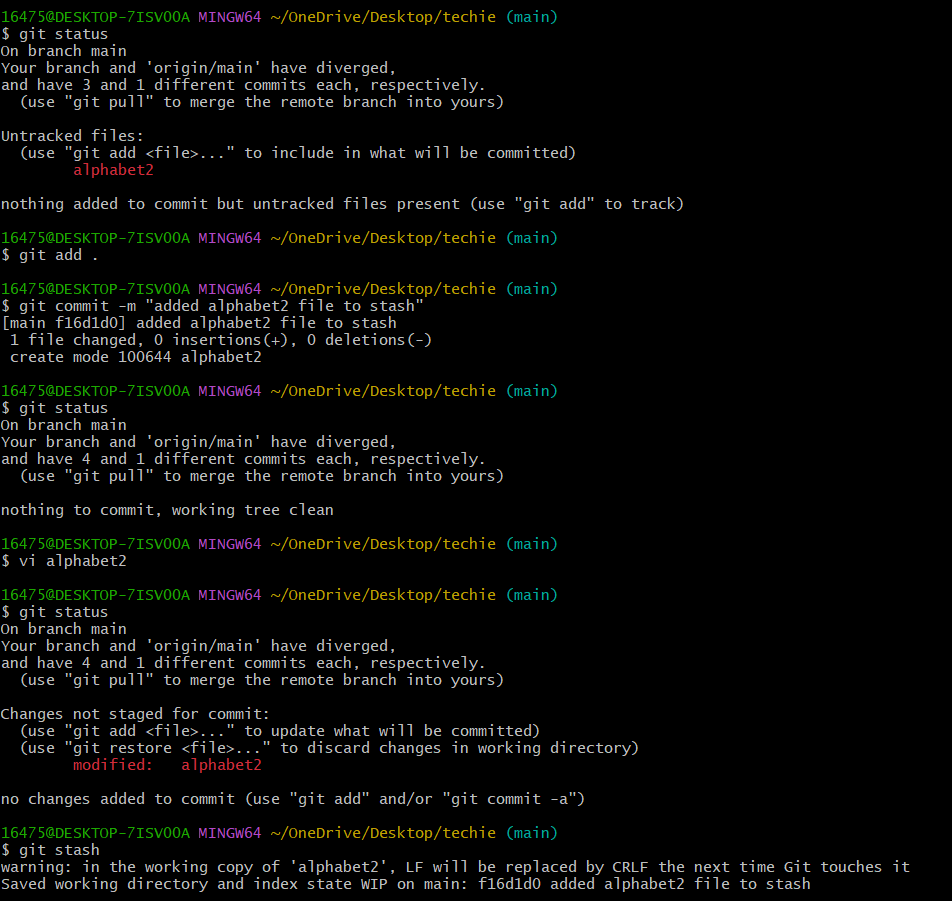 16475@DESKTOP-7ISVO0A MINGW64 ~/OneDrive/Desktop/techie (main)
$ git status
On branch main
Your branch and 'origin/main' have diverged,
and have 3 and 1 different commits each, respectively.
  (use "git pull" to merge the remote branch into yours)

Untracked files:
  (use "git add <file>..." to include in what will be committed)
        alphabet2

nothing added to commit but untracked files present (use "git add" to track)

16475@DESKTOP-7ISVO0A MINGW64 ~/OneDrive/Desktop/techie (main)
$ git add .

16475@DESKTOP-7ISVO0A MINGW64 ~/OneDrive/Desktop/techie (main)
$ git commit -m "added alphabet2 file to stash"
[main f16d1d0] added alphabet2 file to stash
 1 file changed, 0 insertions(+), 0 deletions(-)
 create mode 100644 alphabet2

16475@DESKTOP-7ISVO0A MINGW64 ~/OneDrive/Desktop/techie (main)
$ git status
On branch main
Your branch and 'origin/main' have diverged,
and have 4 and 1 different commits each, respectively.
  (use "git pull" to merge the remote branch into yours)

nothing to commit, working tree clean

16475@DESKTOP-7ISVO0A MINGW64 ~/OneDrive/Desktop/techie (main)
$ vi alphabet2

16475@DESKTOP-7ISVO0A MINGW64 ~/OneDrive/Desktop/techie (main)
$ git status
On branch main
Your branch and 'origin/main' have diverged,
and have 4 and 1 different commits each, respectively.
  (use "git pull" to merge the remote branch into yours)

Changes not staged for commit:
  (use "git add <file>..." to update what will be committed)
  (use "git restore <file>..." to discard changes in working directory)
        modified:   alphabet2

no changes added to commit (use "git add" and/or "git commit -a")

16475@DESKTOP-7ISVO0A MINGW64 ~/OneDrive/Desktop/techie (main)
$ git stash
warning: in the working copy of 'alphabet2', LF will be replaced by CRLF the next time Git touches it
Saved working directory and index state WIP on main: f16d1d0 added alphabet2 file to stash